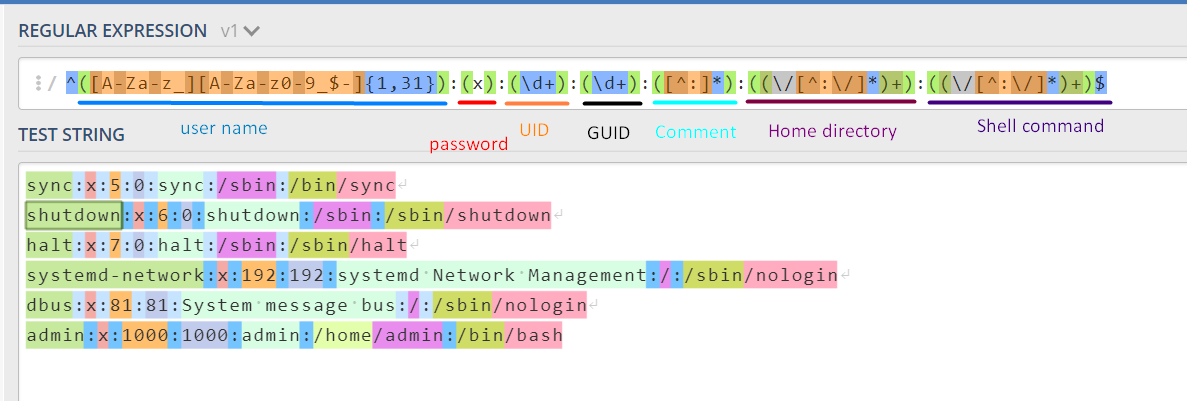 REGULAR EXPRESSION v1
/ ^([A-Za-z_][A-Za-z0-9_$-]{1,31}):(x):(\d+):(\d+):([^:]*):((\/[^:\/]*)+):((\/[^:\/]*)+)$
user name password UID GUID Comment Home directory Shell command
TEST STRING
sync:x:5:0:sync:/sbin:/bin/sync
shutdown:x:6:0:shutdown:/sbin:/sbin/shutdown
halt:x:7:0:halt:/sbin:/sbin/halt
systemd-network:x:192:192:systemd Network Management:/:/sbin/nologin
dbus:x:81:81:System message bus:/:/sbin/nologin
admin:x:1000:1000:admin:/home/admin:/bin/bash